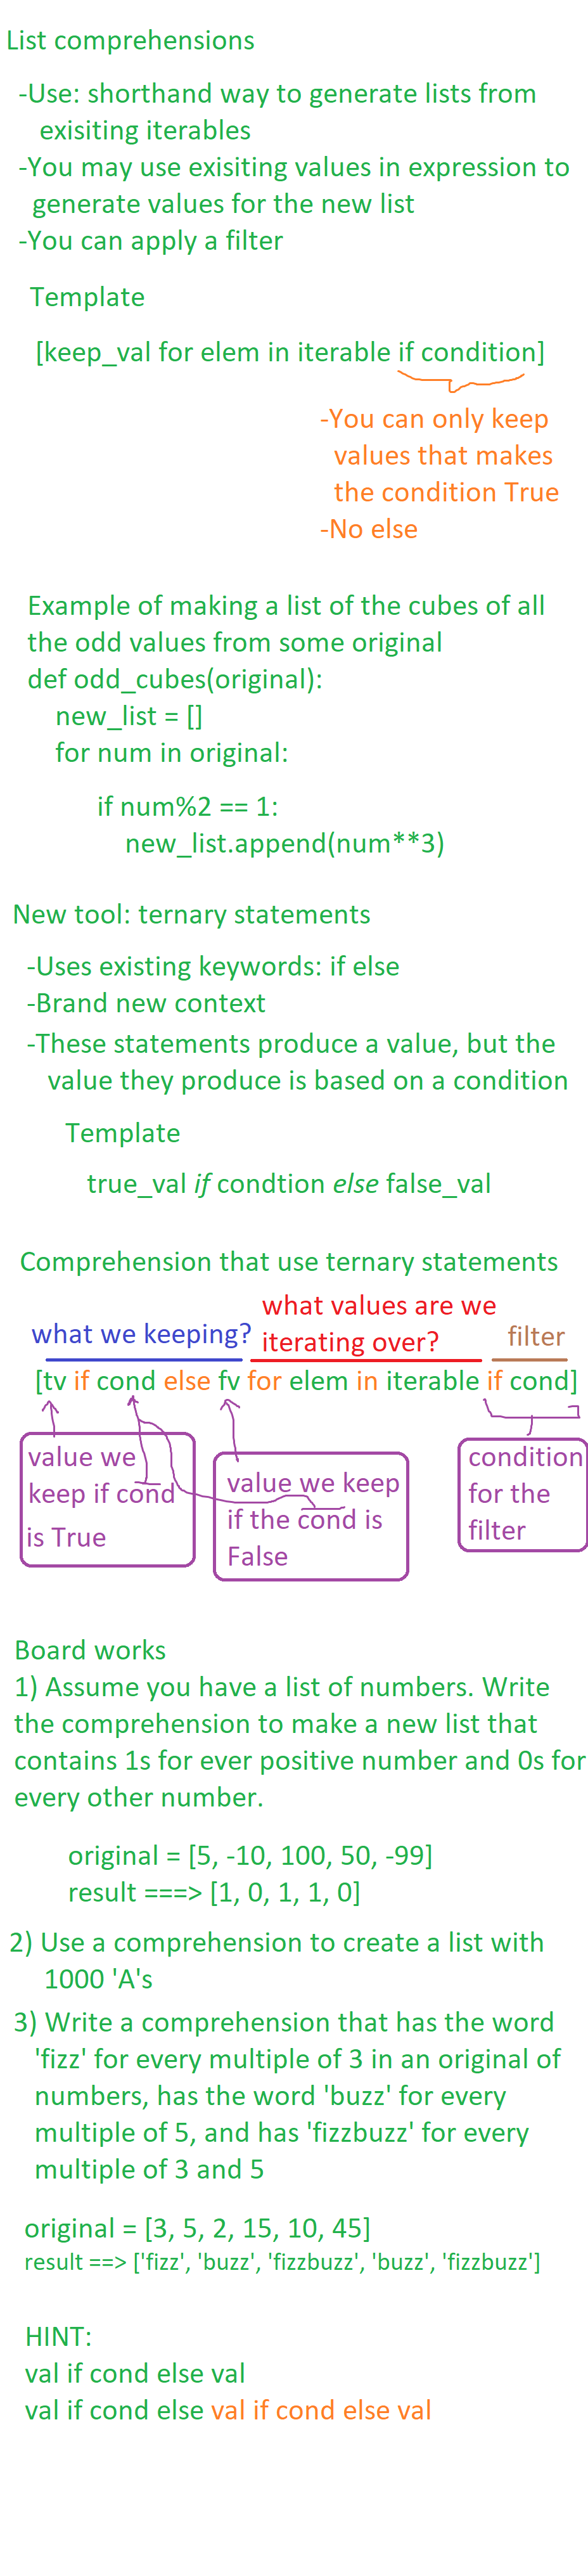 List comprehensions
-Use: shorthand way to generate lists from
exisiting iterables
-You may use exisiting values in expression to
generate values for the new list
-You can apply a filter
Template
[keep_val for elem in iterable if condition]
-You can only keep
values that makes
the condition True
-No else
Example of making a list of the cubes of all
the odd values from some original
def odd_cubes(original):
new_list = []
for num in original:
if num%2 == 1:
new_list.append(num**3)
New tool: ternary statements
-Uses existing keywords: if else
-Brand new context
-These statements produce a value, but the
value they produce is based on a condition
Template
true_val if condtion else false_val
Comprehension that use ternary statements
what we keeping?
what values are we
iterating over?
filter
[tv if cond else fv for elem in iterable if cond]
value we
keep if cond
is True
value we keep
if the cond is
False
condition
for the
filter
Board works
1) Assume you have a list of numbers. Write
the comprehension to make a new list that
contains 1s for ever positive number and 0s for
every other number.
original = [5, -10, 100, 50, -99]
result ===> [1, 0, 1, 1, 0]
2) Use a comprehension to create a list with
1000 'A's
3) Write a comprehension that has the word
'fizz' for every multiple of 3 in an original of
numbers, has the word 'buzz' for every
multiple of 5, and has 'fizzbuzz' for every
multiple of 3 and 5
original = [3, 5, 2, 15, 10, 45]
result ==> ['fizz', 'buzz', 'fizzbuzz', 'buzz', 'fizzbuzz']
HINT:
val if cond else val
val if cond else val if cond else val